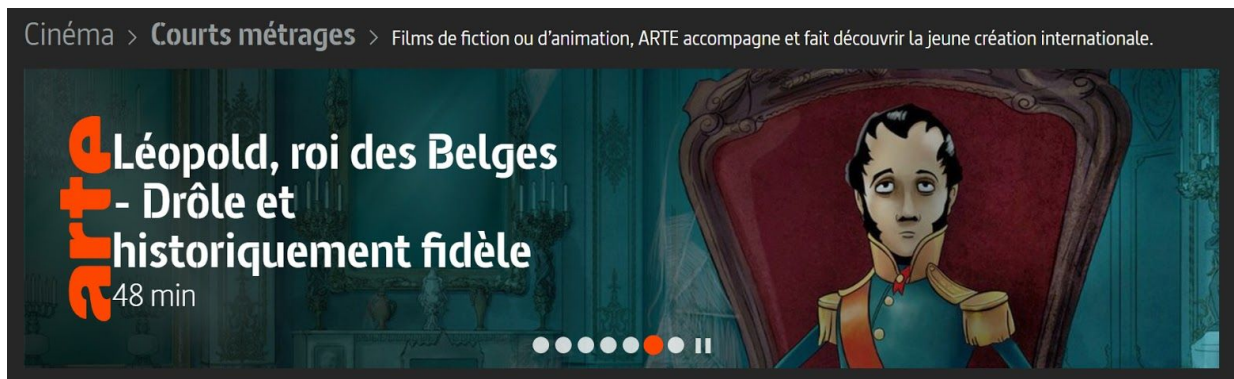 Cinéma > Courts métrages > Films de fiction ou d'animation, ARTE accompagne et fait découvrir la jeune création internationale.
arte
Léopold, roi des Belges
- Drôle et
historiquement fidèle
48 min